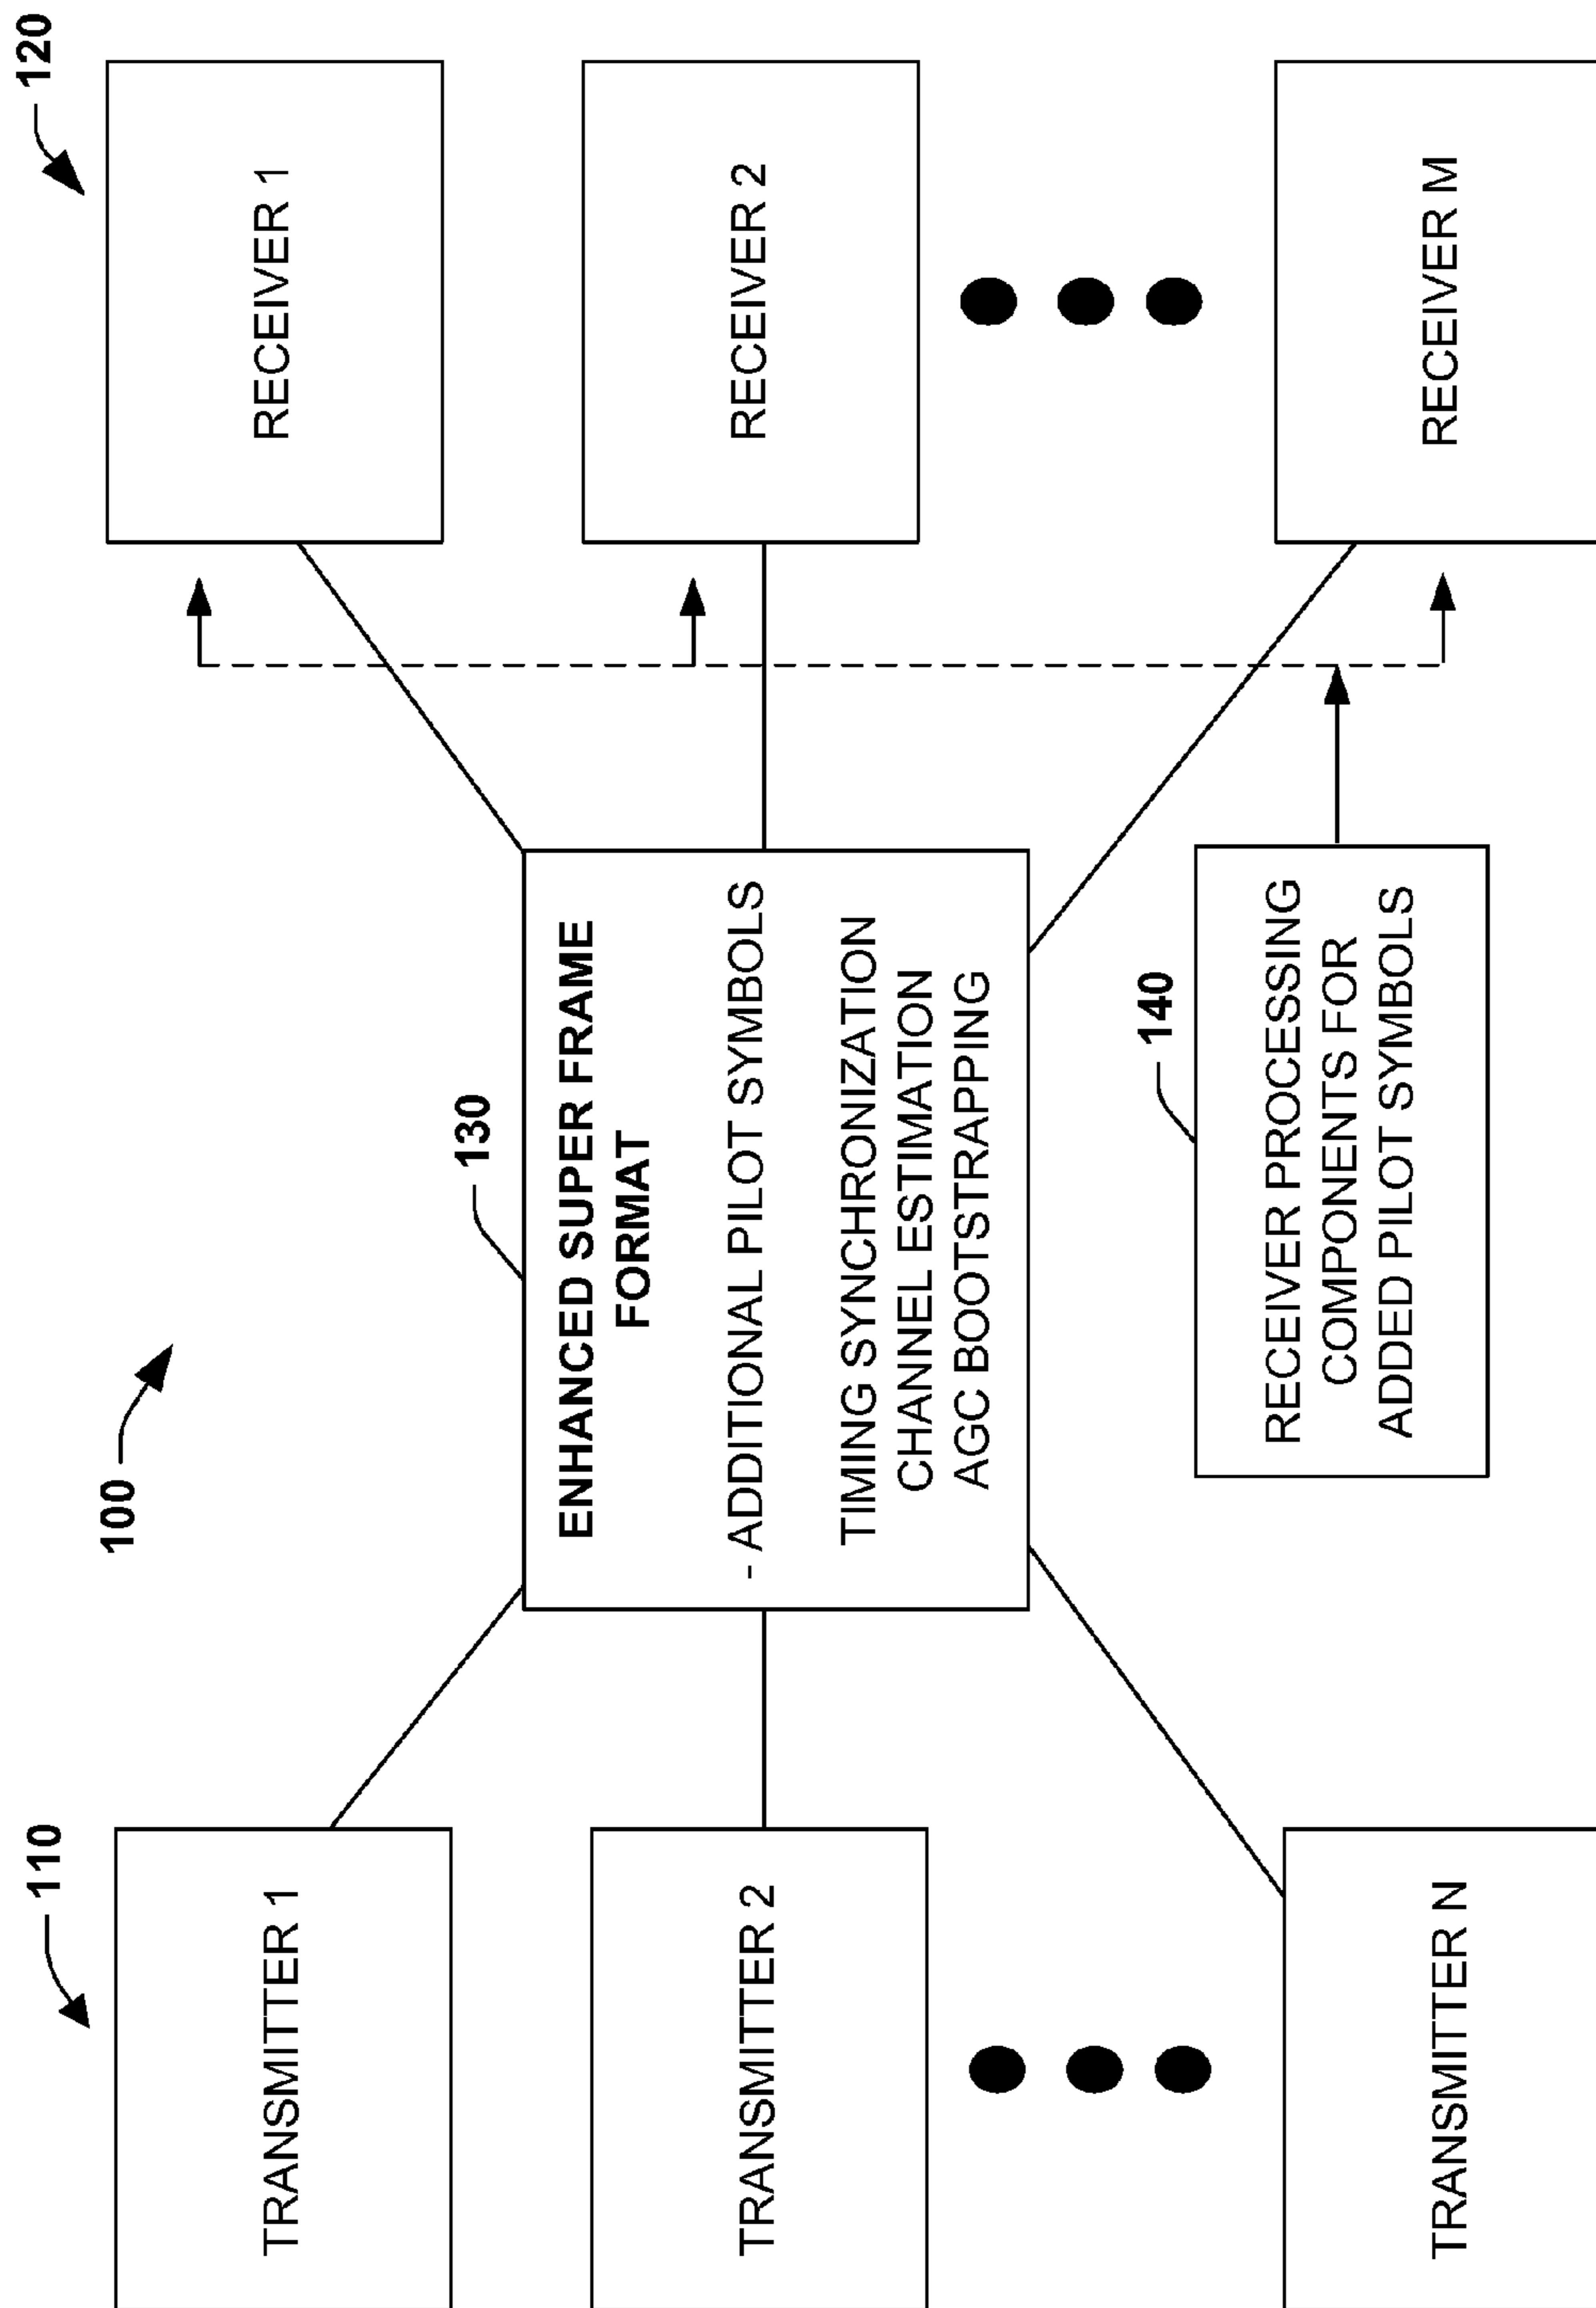 100
110
TRANSMITTER 1
TRANSMITTER 2
TRANSMITTER N
130
ENHANCED SUPER FRAME
FORMAT
- ADDITIONAL PILOT SYMBOLS
TIMING SYNCHRONIZATION
CHANNEL ESTIMATION
AGC BOOTSTRAPPING
140
RECEIVER PROCESSING
COMPONENTS FOR
ADDED PILOT SYMBOLS
120
RECEIVER 1
RECEIVER 2
RECEIVER M